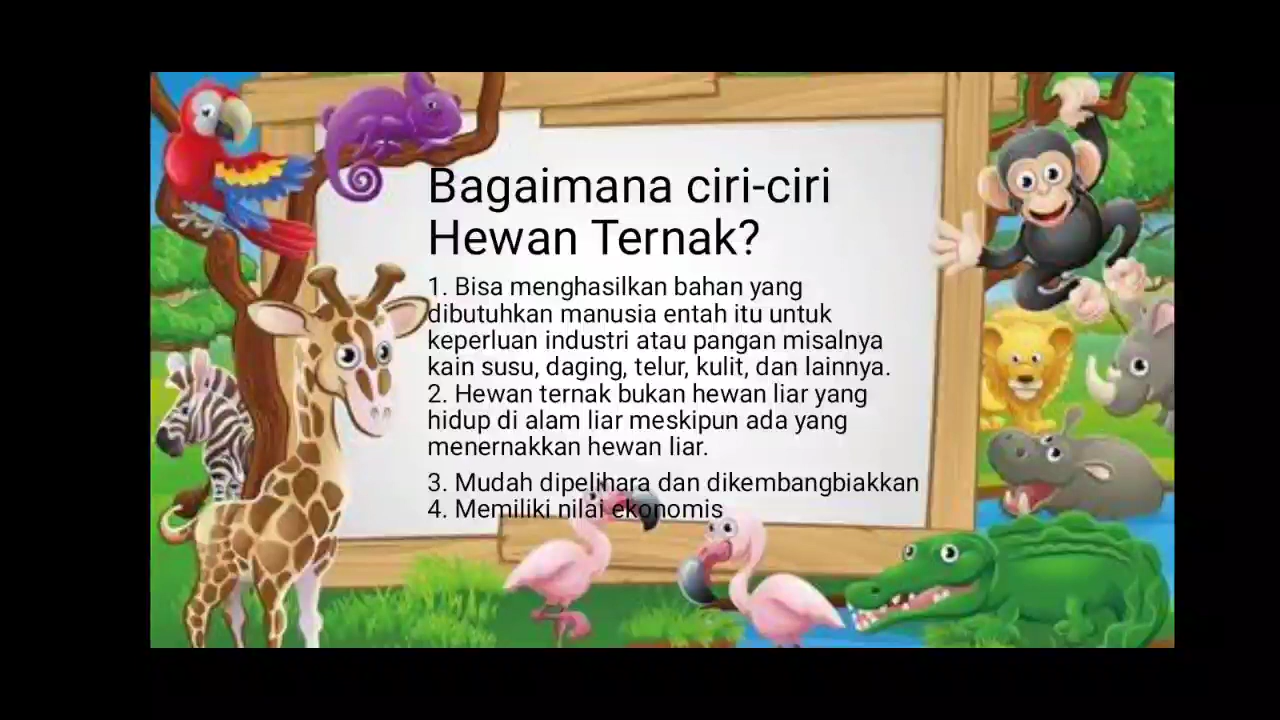 Bagaimana ciri-ciri
Hewan Ternak?
1. Bisa menghasilkan bahan yang
dibutuhkan manusia entah itu untuk
keperluan industri atau pangan misalnya
kain susu, daging, telur, kulit, dan lainnya.
2. Hewan ternak bukan hewan liar yang
hidup di alam liar meskipun ada yang
menernakkan hewan liar.
3. Mudah dipelihara dan dikembangbiakkan
4. Memiliki nilai ekonomis